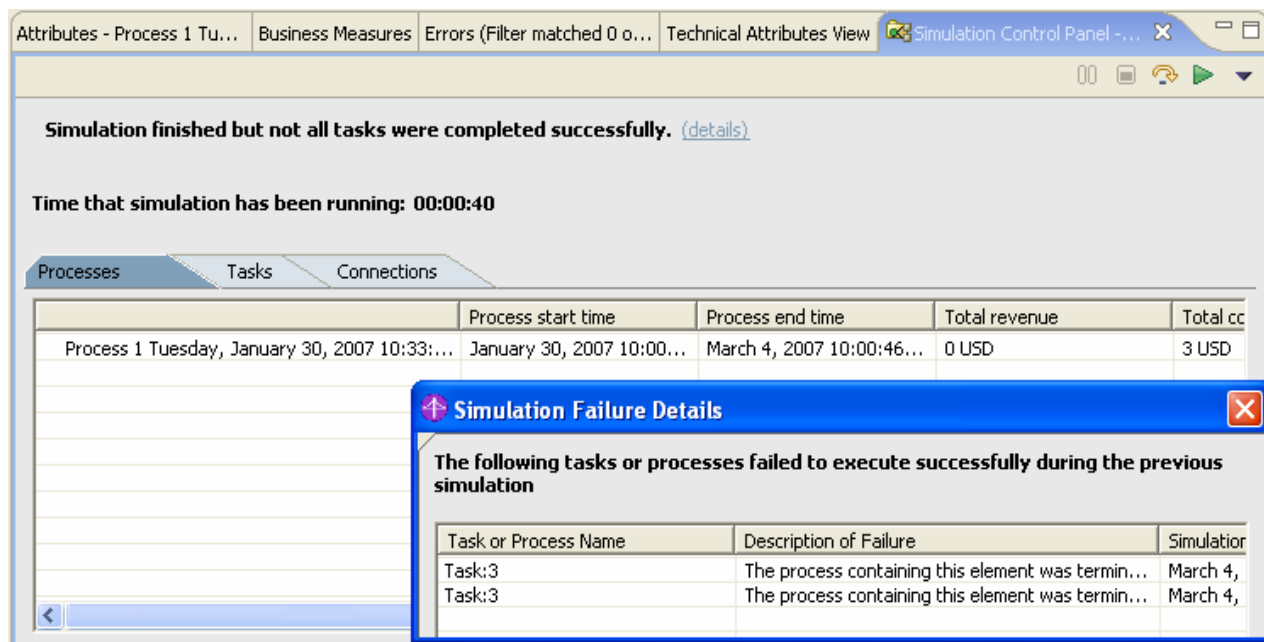 Attributes - Process 1 Tu... Business Measures Errors (Filter matched 0 o... Technical Attributes View Simulation Control Panel -...
Simulation finished but not all tasks were completed successfully. (details)
Time that simulation has been running: 00:00:40
Processes Tasks Connections
Process start time Process end time Total revenue Total cc
Process 1 Tuesday, January 30, 2007 10:33:... January 30, 2007 10:00... March 4, 2007 10:00:46... 0 USD 3 USD
Simulation Failure Details
The following tasks or processes failed to execute successfully during the previous
simulation
Task or Process Name Description of Failure Simulation
Task:3 The process containing this element was termin... March 4,
Task:3 The process containing this element was termin... March 4,